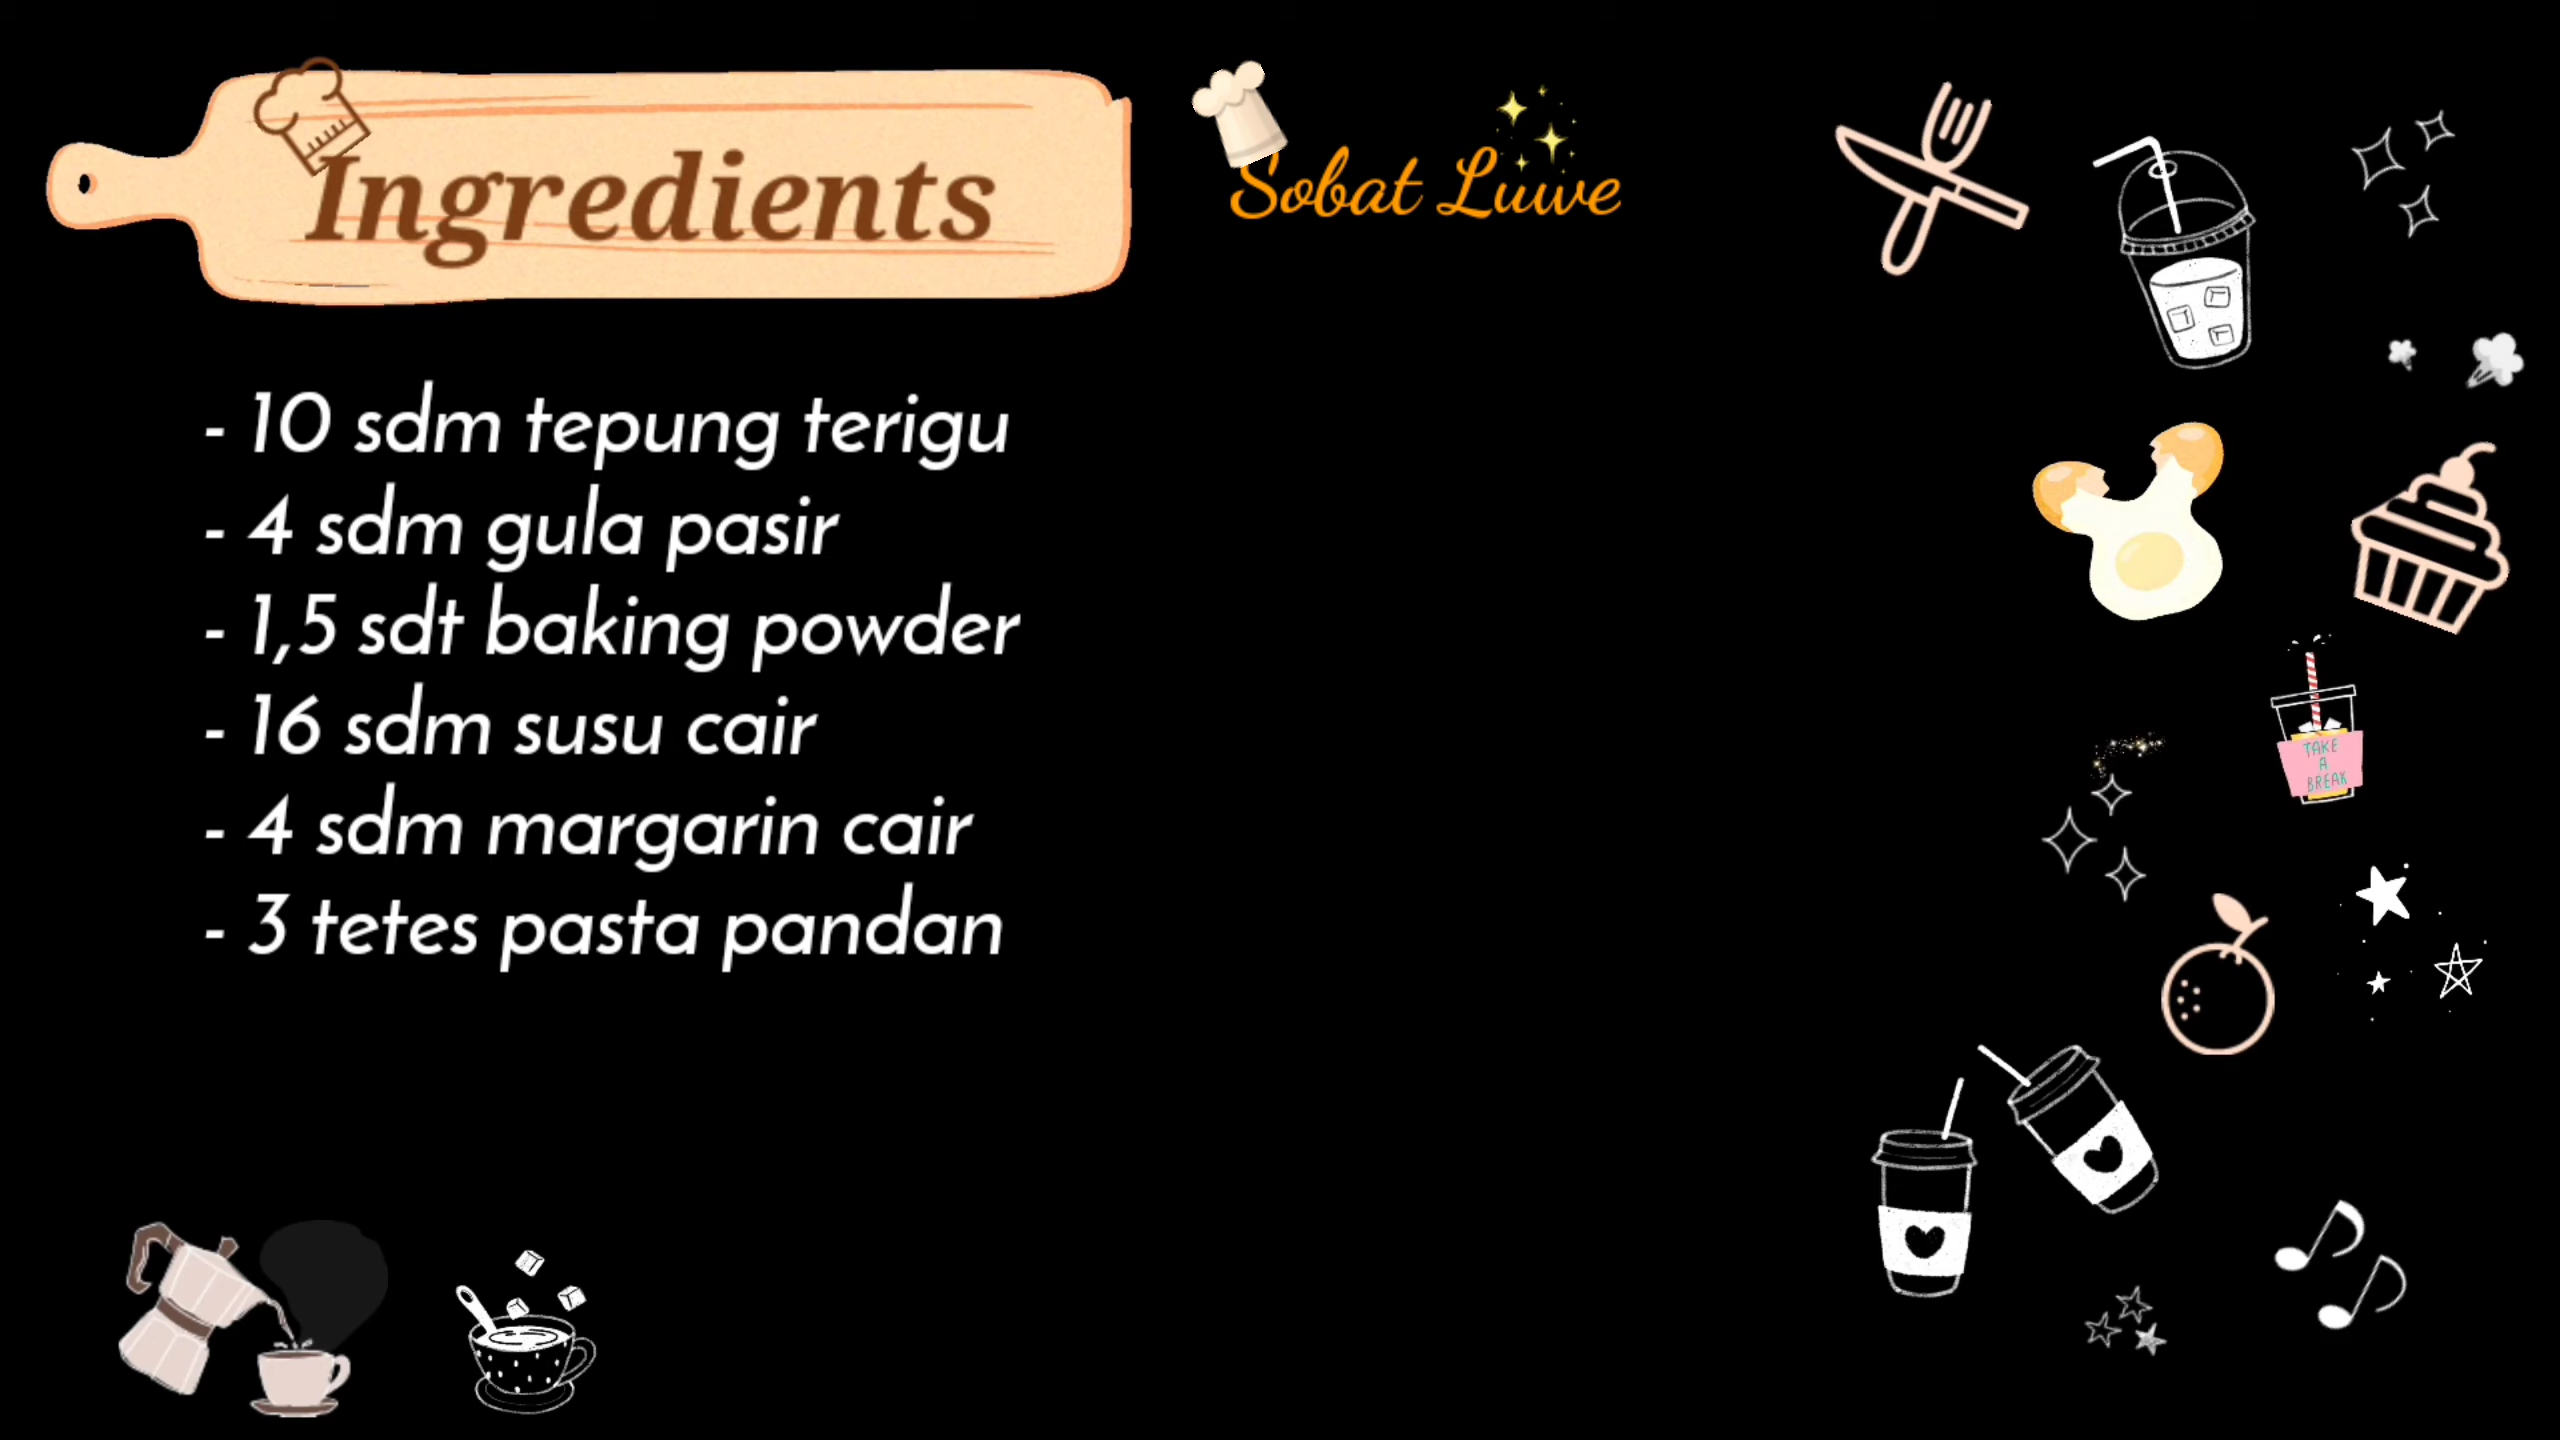 Ingredients
Sobat Luwe
- 10 sdm tepung terigu
- 4 sdm gula pasir
- 1,5 sdt baking powder
- 16 sdm susu cair
- 4 sdm margarin cair
- 3 tetes pasta pandan
TAKE
A
BREAK